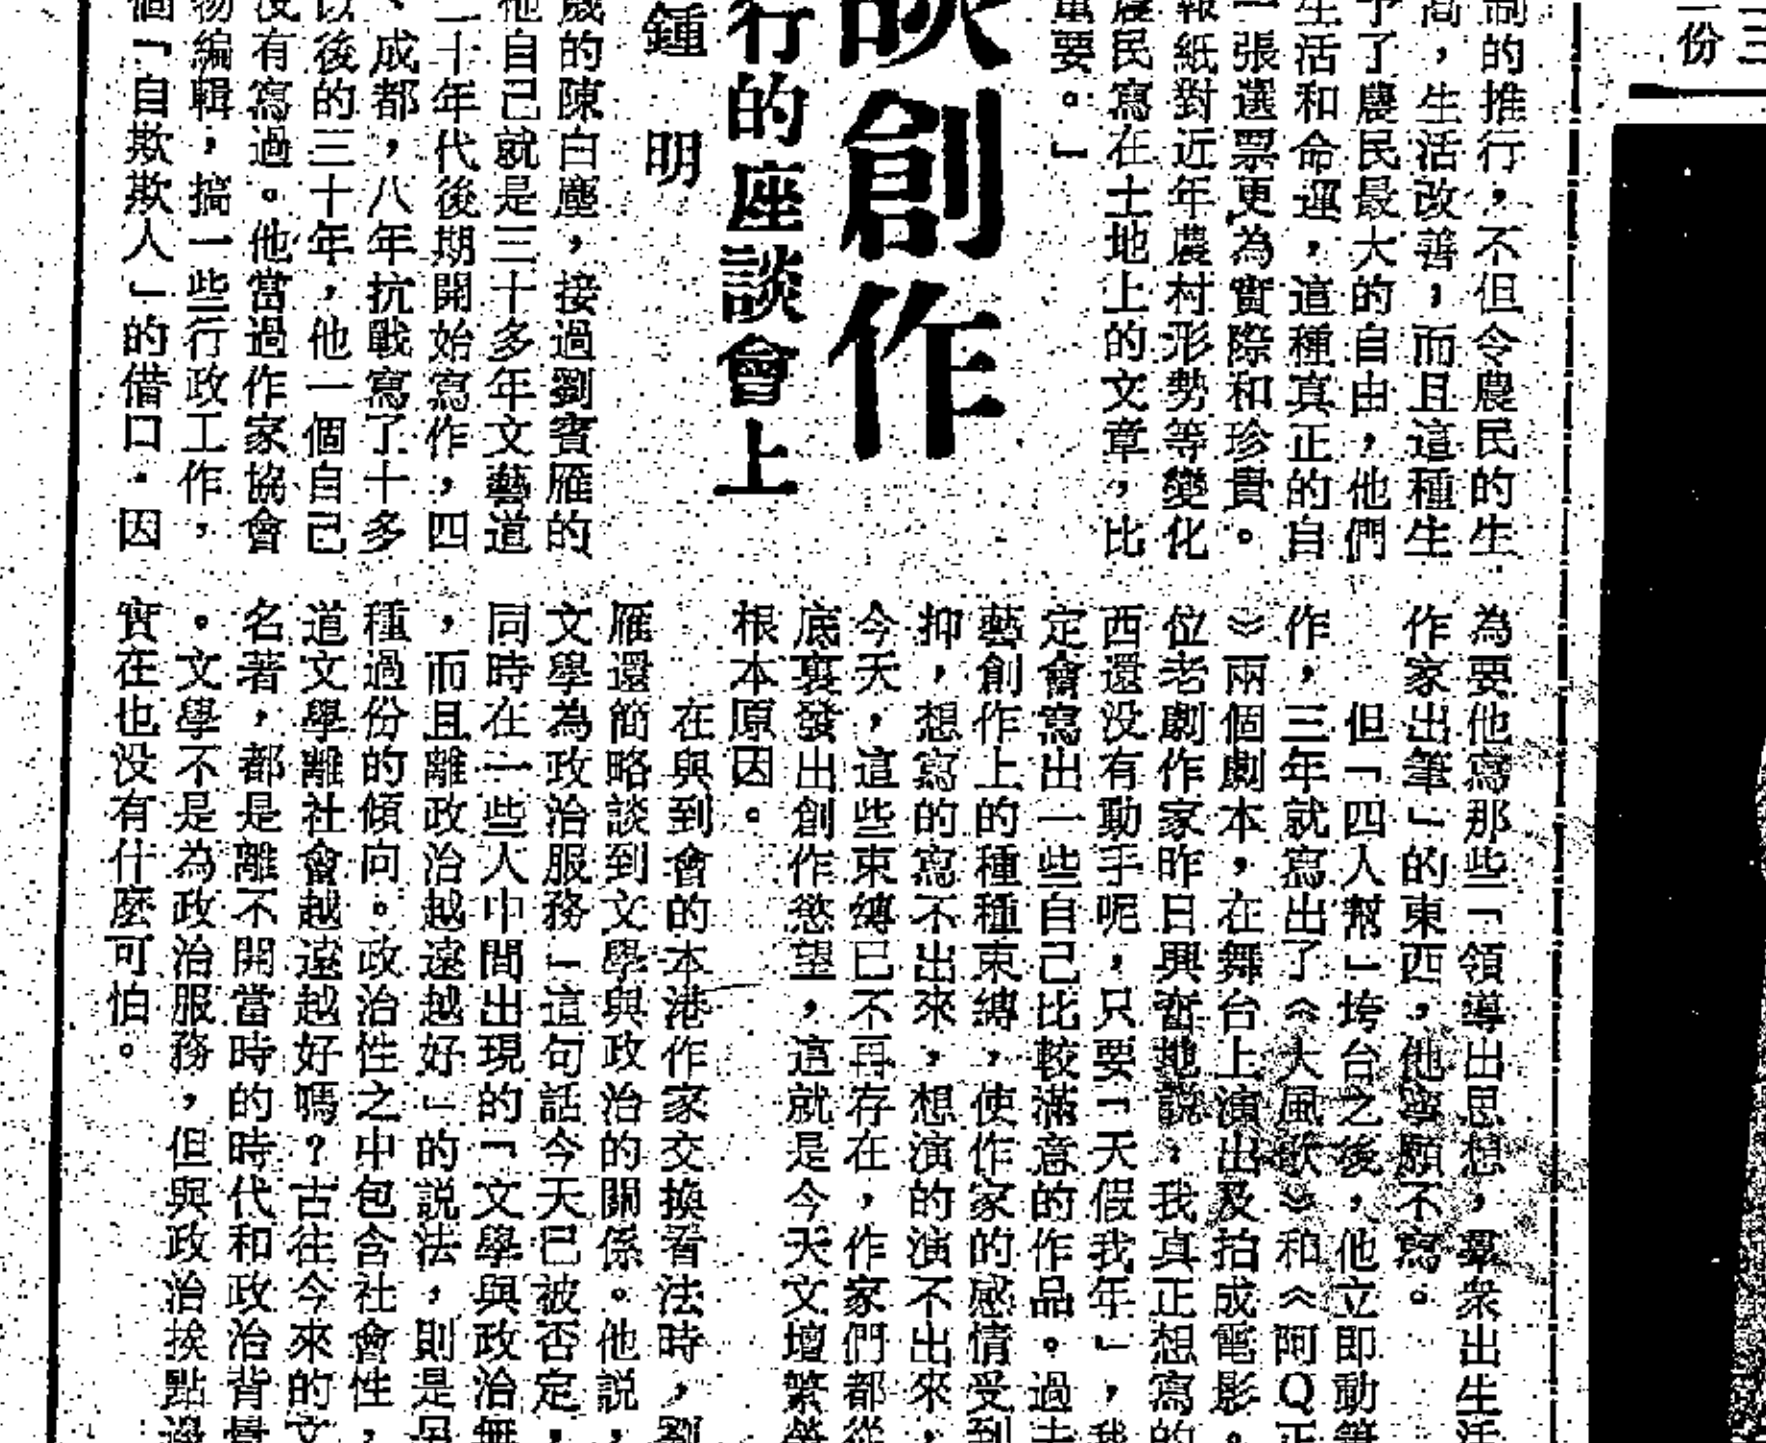 三
份
制的推行，不但令農民的生
高，生活改善，而且這種生
予了農民最大的自由，他們
生活和命運，這種真正的自
一張選票更為實際和珍貴。
報紙對近年農村形勢等變化
農民寫在土地上的文章，比
重要。」
談創作
行的座談會上
鍾 明
歲的陳白塵，接過劉賓雁的
他自己就是三十多年文藝道
二十年代後期開始寫作，四
、成都，八年抗戰寫了十多
以後的三十年，他一個自己
沒有寫過。他當過作家協會
物編輯，搞一些行政工作，
個「自欺欺人」的借口．因
為要他寫那些「領導出思想，羣衆出生活
作家出筆」的東西，他寧願不寫。
但「四人幫」垮台之後，他立即動筆
作，三年就寫出了《大風歌》和《阿Q正
》兩個劇本，在舞台上演出及拍成電影。
位老劇作家昨日興奮地説：我真正想寫的
西還没有動手呢，只要「天假我年」，我
定會寫出一些自己比較滿意的作品。過去
藝創作上的種種束縛，使作家的感情受到
抑，想寫的寫不出來，想演的演不出來，
今天，這些束縛已不再存在，作家們都從
底裏發出創作慾望，這就是今天文壇繁榮
根本原因。
在與到會的本港作家交換看法時，劉
雁還簡略談到文學與政治的關係。他説，
文學為政治服務」這句話今天已被否定，
同時在一些人中間出現的「文學與政治無
，而且離政治越遠越好」的説法，則是另
種過份的傾向。政治性之中包含社會性，
道文學離社會越遠越好嗎？古往今來的文
名著，都是離不開當時的時代和政治背景
。文學不是為政治服務，但與政治挨點邊
實在也没有什麽可怕。